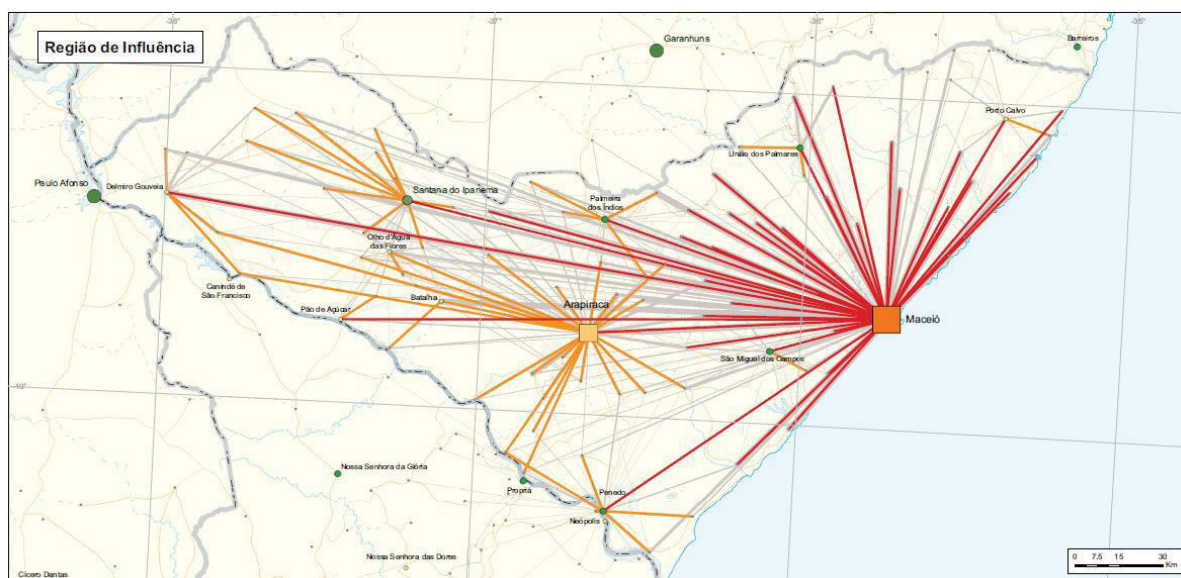 -38°
-37°
-36°
-35°
Região de Influência
Garanhuns
Barreiros
Porto Calvo
União dos Palmares
Paulo Afonso
Delmiro Gouveia
Santana do Ipanema
Palmeira
dos Índios
Olho d'Água
das Flores
Canindé de
São Francisco
Batalha
Pão de Açúcar
Arapiraca
Maceió
São Miguel dos Campos
-10°
Nossa Senhora da Glória
Propriá
Penedo
Neópolis
Nossa Senhora das Dores
Cícero Dantas
0 7.5 15 30
Km